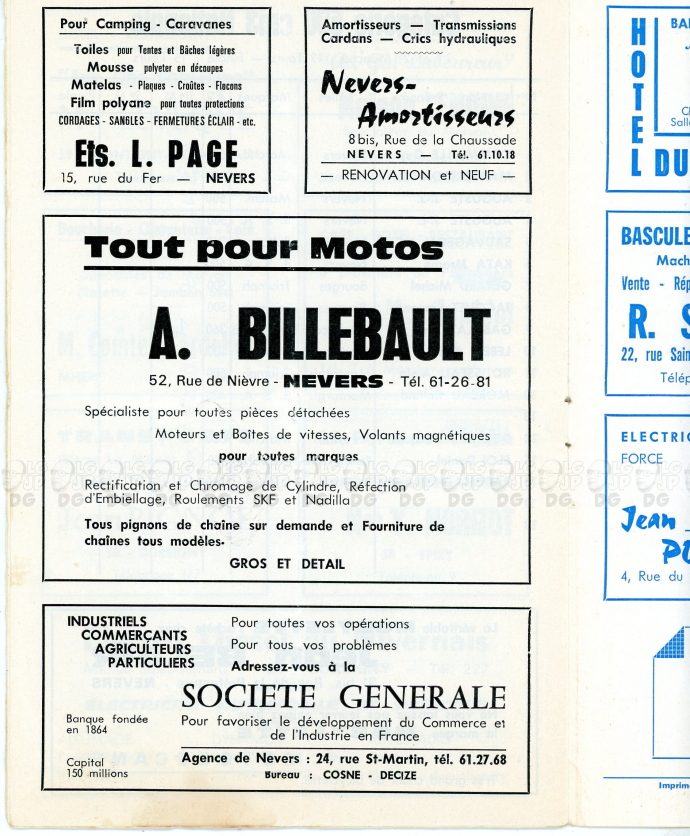 Pour Camping - Caravanes
Toiles pour Tentes et Bâches légères
Mousse polyeter en découpes
Matelas - Plaques - Croûtes - Flocons
Film polyane pour toutes protections
CORDAGES - SANGLES - FERMETURES ÉCLAIR - etc.
Ets. L. PAGE
15, rue du Fer — NEVERS
Amortisseurs — Transmissions
Cardans — Crics hydrauliques
Nevers-
Amortisseurs
8 bis, Rue de la Chaussade
NEVERS — Tél. 61.10.18
— RENOVATION et NEUF —
Tout pour Motos
A. BILLEBAULT
52, Rue de Nièvre - NEVERS - Tél. 61-26-81
Spécialiste pour toutes pièces détachées
Moteurs et Boîtes de vitesses, Volants magnétiques
pour toutes marques
Rectification et Chromage de Cylindre, Réfection
d'Embiellage, Roulements SKF et Nadilla
Tous pignons de chaîne sur demande et Fourniture de
chaînes tous modèles.
GROS ET DETAIL
INDUSTRIELS
COMMERÇANTS
AGRICULTEURS
PARTICULIERS
Pour toutes vos opérations
Pour tous vos problèmes
Adressez-vous à la
SOCIETE GENERALE
Banque fondée
en 1864
Pour favoriser le développement du Commerce et
de l'Industrie en France
Capital
150 millions
Agence de Nevers : 24, rue St-Martin, tél. 61.27.68
Bureau : COSNE - DECIZE
HOTEL DU
BASCULE
Mach
Vente - Rép
R. S
22, rue Sain
Télép
ELECTRIC
FORCE
Jean
4, Rue du
Imprime